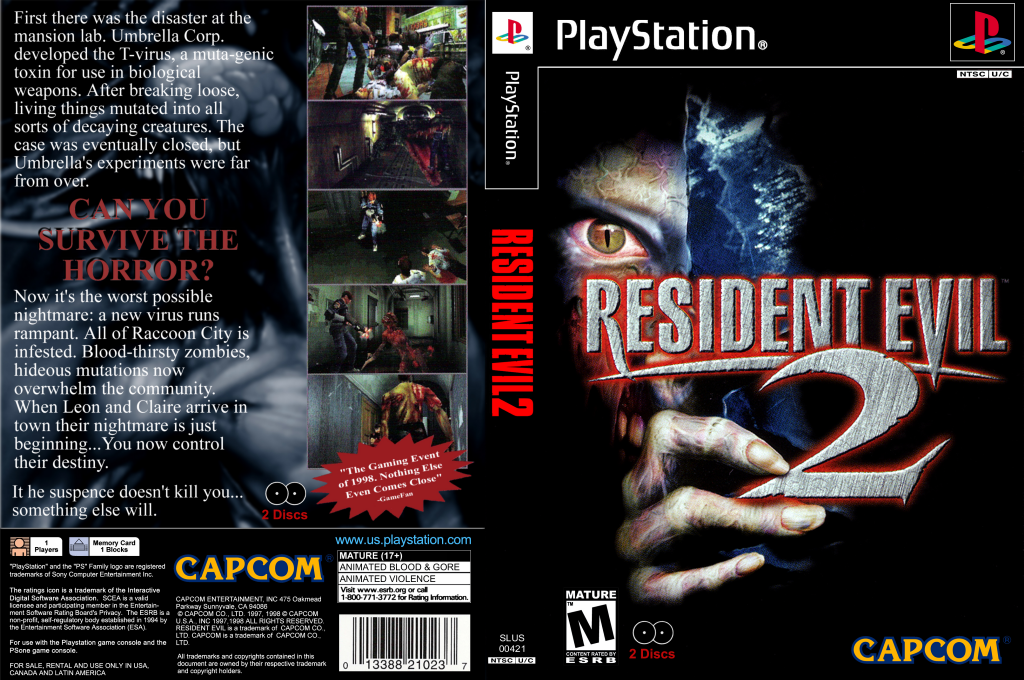 First there was the disaster at the
mansion lab. Umbrella Corp.
developed the T-virus, a muta-genic
toxin for use in biological
weapons. After breaking loose,
living things mutated into all
sorts of decaying creatures. The
case was eventually closed, but
Umbrella's experiments were far
from over.
CAN YOU
SURVIVE THE
HORROR?
Now it's the worst possible
nightmare: a new virus runs
rampant. All of Raccoon City is
infested. Blood-thirsty zombies,
hideous mutations now
overwhelm the community.
When Leon and Claire arrive in
town their nightmare is just
beginning...You now control
their destiny.
It he suspence doesn't kill you...
something else will.
2 Discs
"The Gaming Event
of 1998. Nothing Else
Even Comes Close"
-GameFan
1
Players
Memory Card
1 Blocks
"PlayStation" and the "PS" Family logo are registered
trademarks of Sony Computer Entertainment Inc.
The ratings icon is a trademark of the Interactive
Digital Software Association. SCEA is a valid
licensee and participating member in the Entertain-
ment Software Rating Board's Privacy. The ESRB is a
non-profit, self-regulatory body established in 1994 by
the Entertainment Software Association (ESA).
For use with the Playstation game console and the
PSone game console.
FOR SALE, RENTAL AND USE ONLY IN USA,
CANADA AND LATIN AMERICA
CAPCOM®
CAPCOM ENTERTAINMENT, INC 475 Oakmead
Parkway Sunnyvale, CA 94086
© CAPCOM CO., LTD. 1997, 1998 © CAPCOM
U.S.A., INC 1997,1998 ALL RIGHTS RESERVED.
RESIDENT EVIL is a trademark of CAPCOM CO.,
LTD. CAPCOM is a trademark of CAPCOM CO.,
LTD.
All trademarks and copyrights contained in this
document are owned by their respective trademark
and copyright holders.
www.us.playstation.com
MATURE (17+)
ANIMATED BLOOD & GORE
ANIMATED VIOLENCE
Visit www.esrb.org or call
1-800-771-3772 for Rating Information.
0 13388 21023 7
PlayStation®
RESIDENT EVIL 2
SLUS
00421
NTSC U/C
PlayStation®
NTSC U/C
RESIDENT EVIL™
2
MATURE
™
M
CONTENT RATED BY
ESRB
2 Discs
CAPCOM®